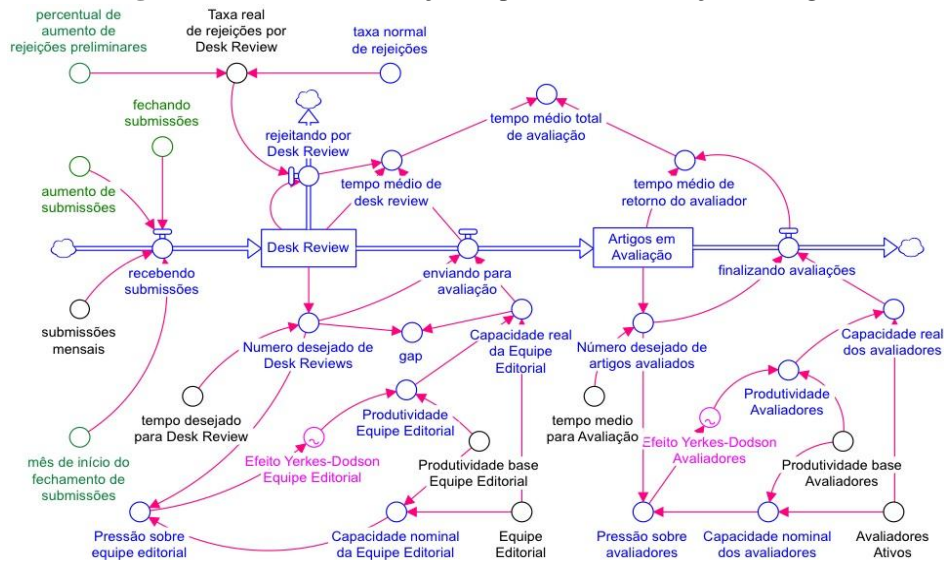 percentual de
aumento de
rejeições preliminares
Taxa real
de rejeições por
Desk Review
taxa normal
de rejeições
fechando
submissões
rejeitando por
Desk Review
tempo médio total
de avaliação
aumento de
submissões
tempo médio de
desk review
tempo médio de
retorno do avaliador
Desk Review
Artigos em
Avaliação
recebendo
submissões
enviando para
avaliação
finalizando avaliações
submissões
mensais
Numero desejado de
Desk Reviews
gap
Capacidade real
da Equipe
Editorial
Número desejado de
artigos avaliados
Capacidade real
dos avaliadores
tempo desejado
para Desk Review
Produtividade
Equipe Editorial
tempo medio
para Avaliação
Produtividade
Avaliadores
mês de início do
fechamento de
submissões
Efeito Yerkes-Dodson
Equipe Editorial
Produtividade base
Equipe Editorial
Efeito Yerkes-Dodson
Avaliadores
Produtividade base
Avaliadores
Pressão sobre
equipe editorial
Capacidade nominal
da Equipe Editorial
Equipe
Editorial
Pressão sobre
avaliadores
Capacidade nominal
dos avaliadores
Avaliadores
Ativos